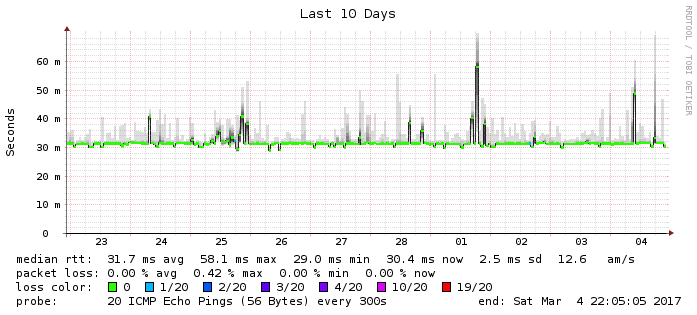 Last 10 Days
RRDTOOL / TOBI OETIKER
Seconds
60 m
50 m
40 m
30 m
20 m
10 m
0
23 24 25 26 27 28 01 02 03 04
median rtt: 31.7 ms avg 58.1 ms max 29.0 ms min 30.4 ms now 2.5 ms sd 12.6 am/s
packet loss: 0.00 % avg 0.42 % max 0.00 % min 0.00 % now
loss color: 0 1/20 2/20 3/20 4/20 10/20 19/20
probe: 20 ICMP Echo Pings (56 Bytes) every 300s end: Sat Mar 4 22:05:05 2017